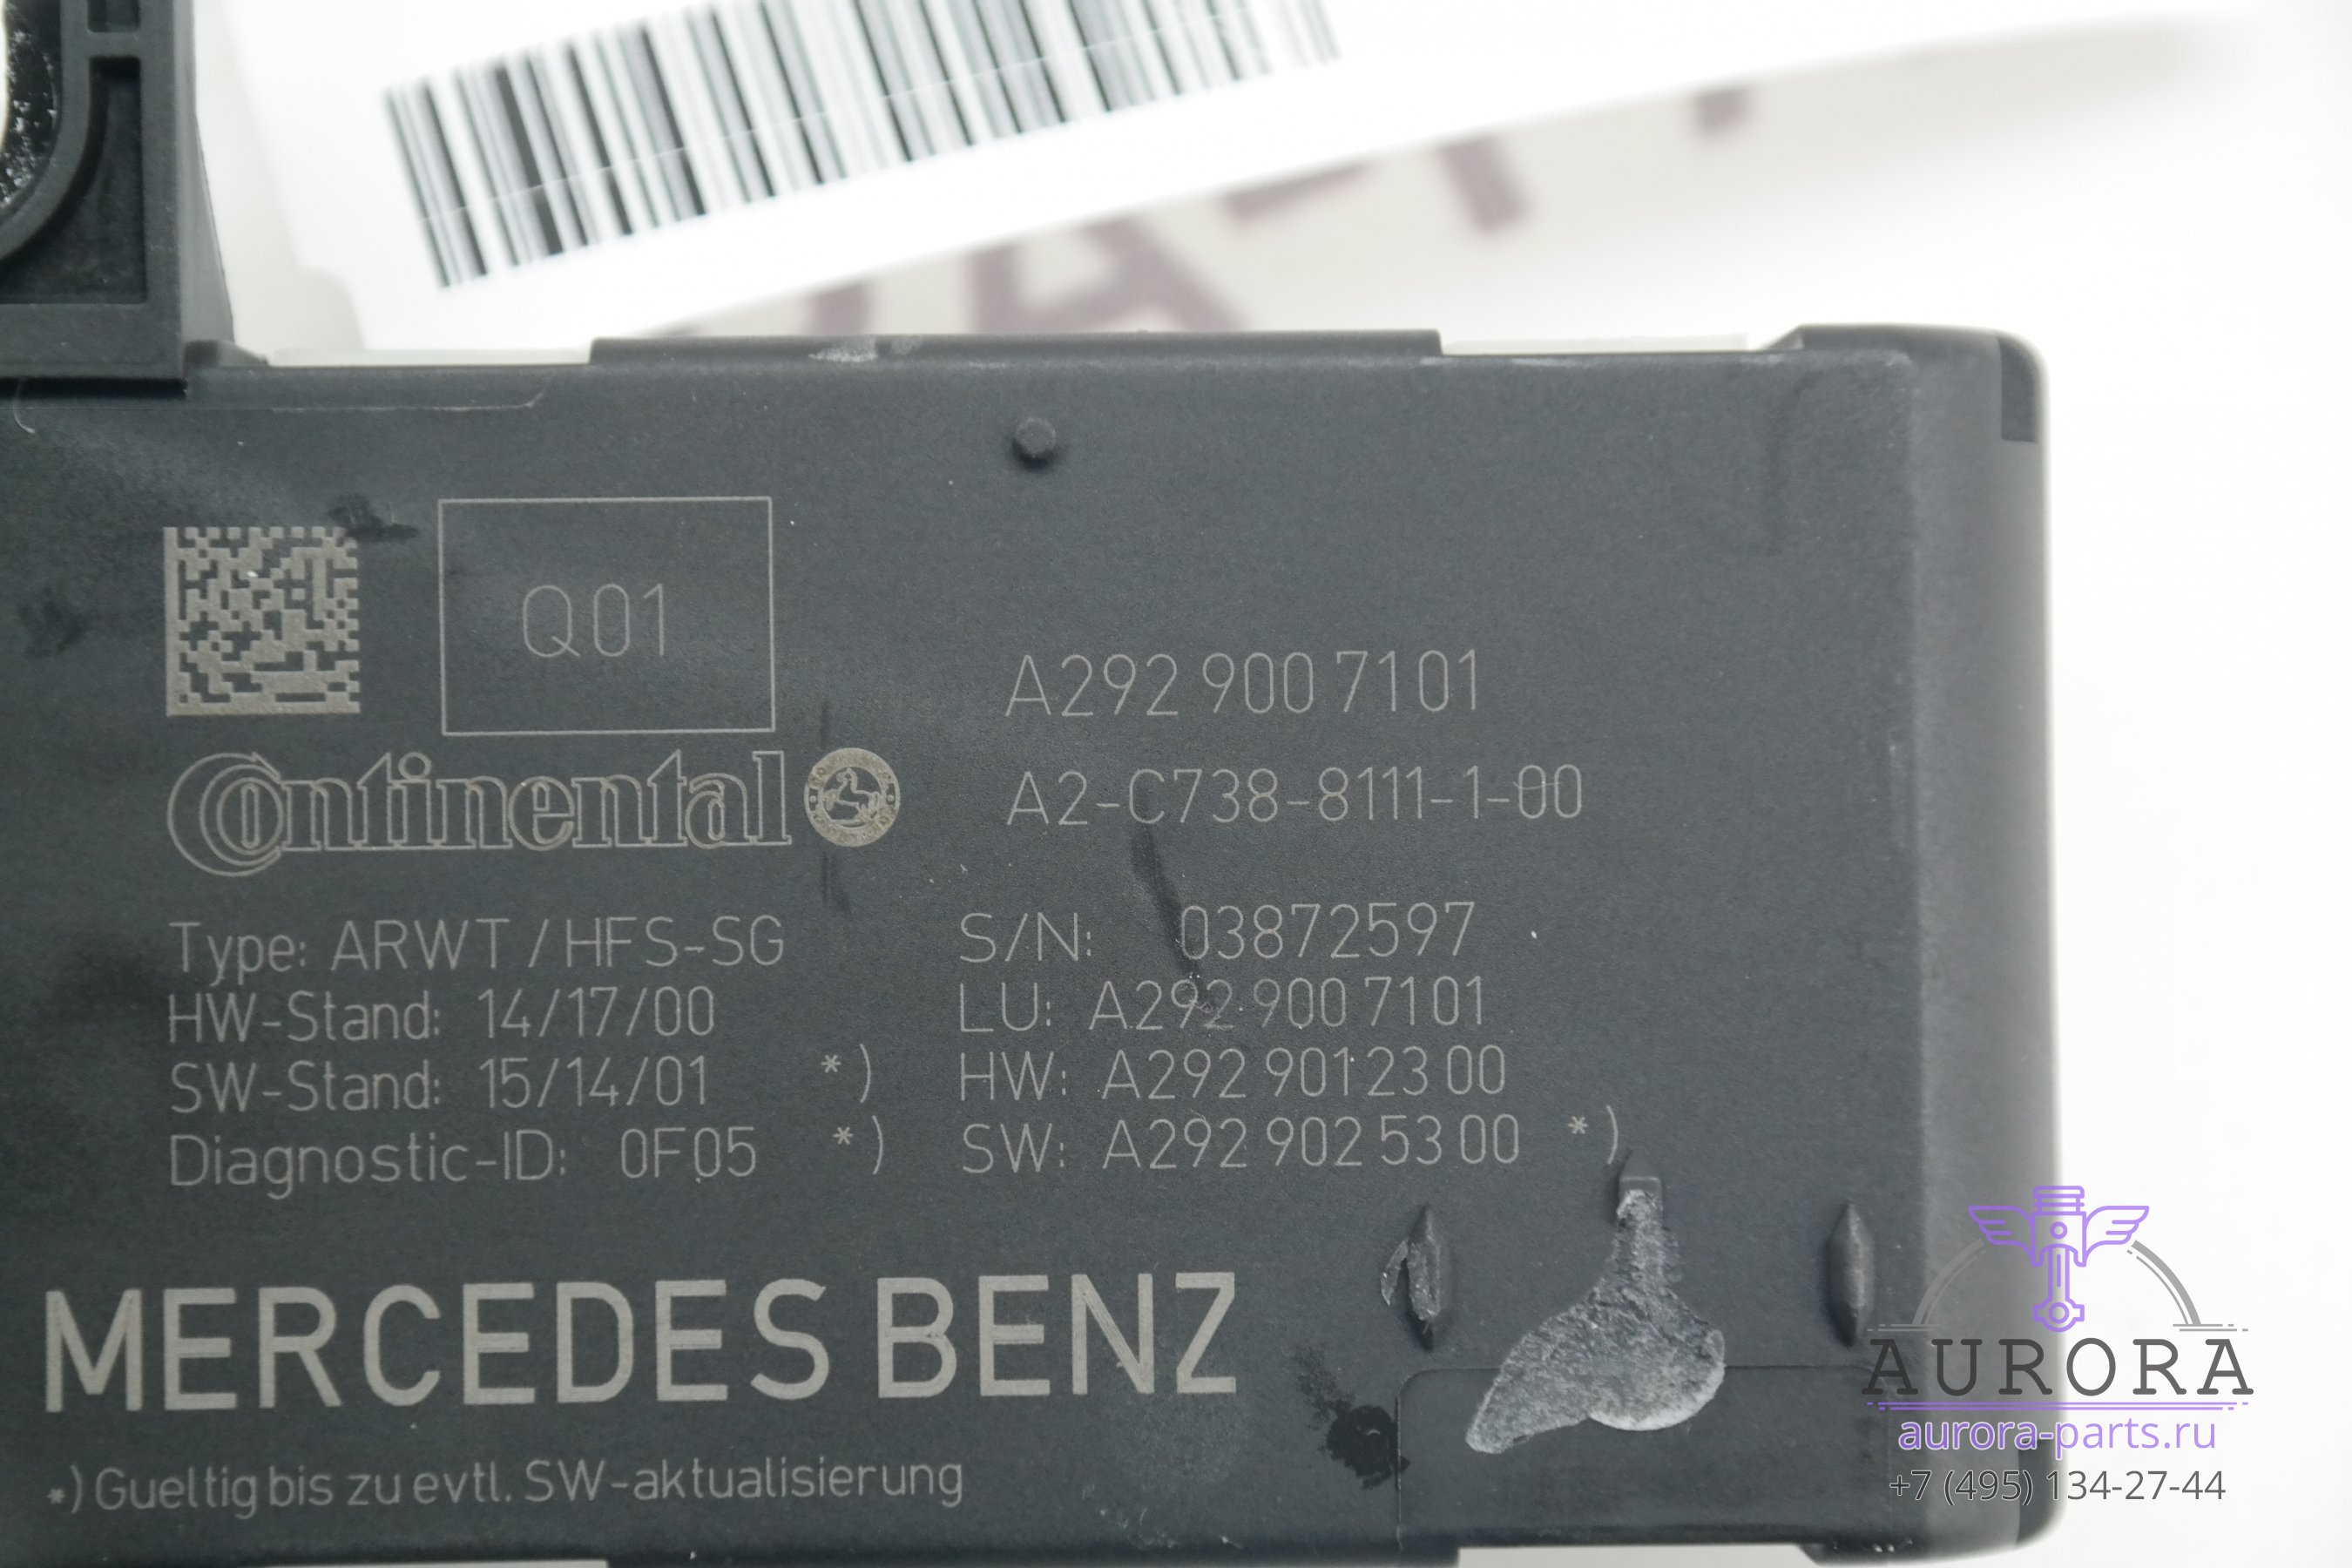 Q01
A292 900 7101
Continental
A2-C738-8111-1-00
Type: ARWT/HFS-SG
S/N: 03872597
HW-Stand: 14/17/00
LU: A292 900 7101
SW-Stand: 15/14/01 *)
HW: A292 901 23 00
Diagnostic-ID: 0F05 *)
SW: A292 902 53 00 *)
MERCEDES BENZ
*) Gueltig bis zu evtl. SW-aktualisierung
AURORA
aurora-parts.ru
+7 (495) 134-27-44